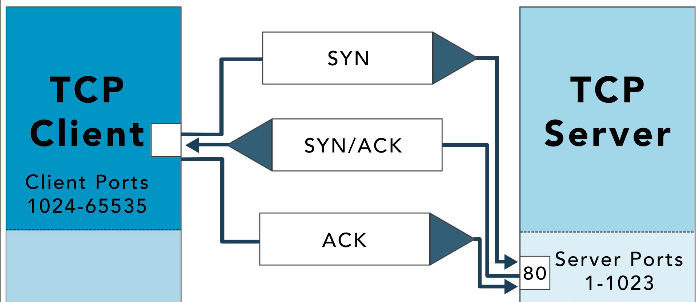 TCP
Client
Client Ports
1024-65535
SYN
SYN/ACK
ACK
TCP
Server
80
Server Ports
1-1023